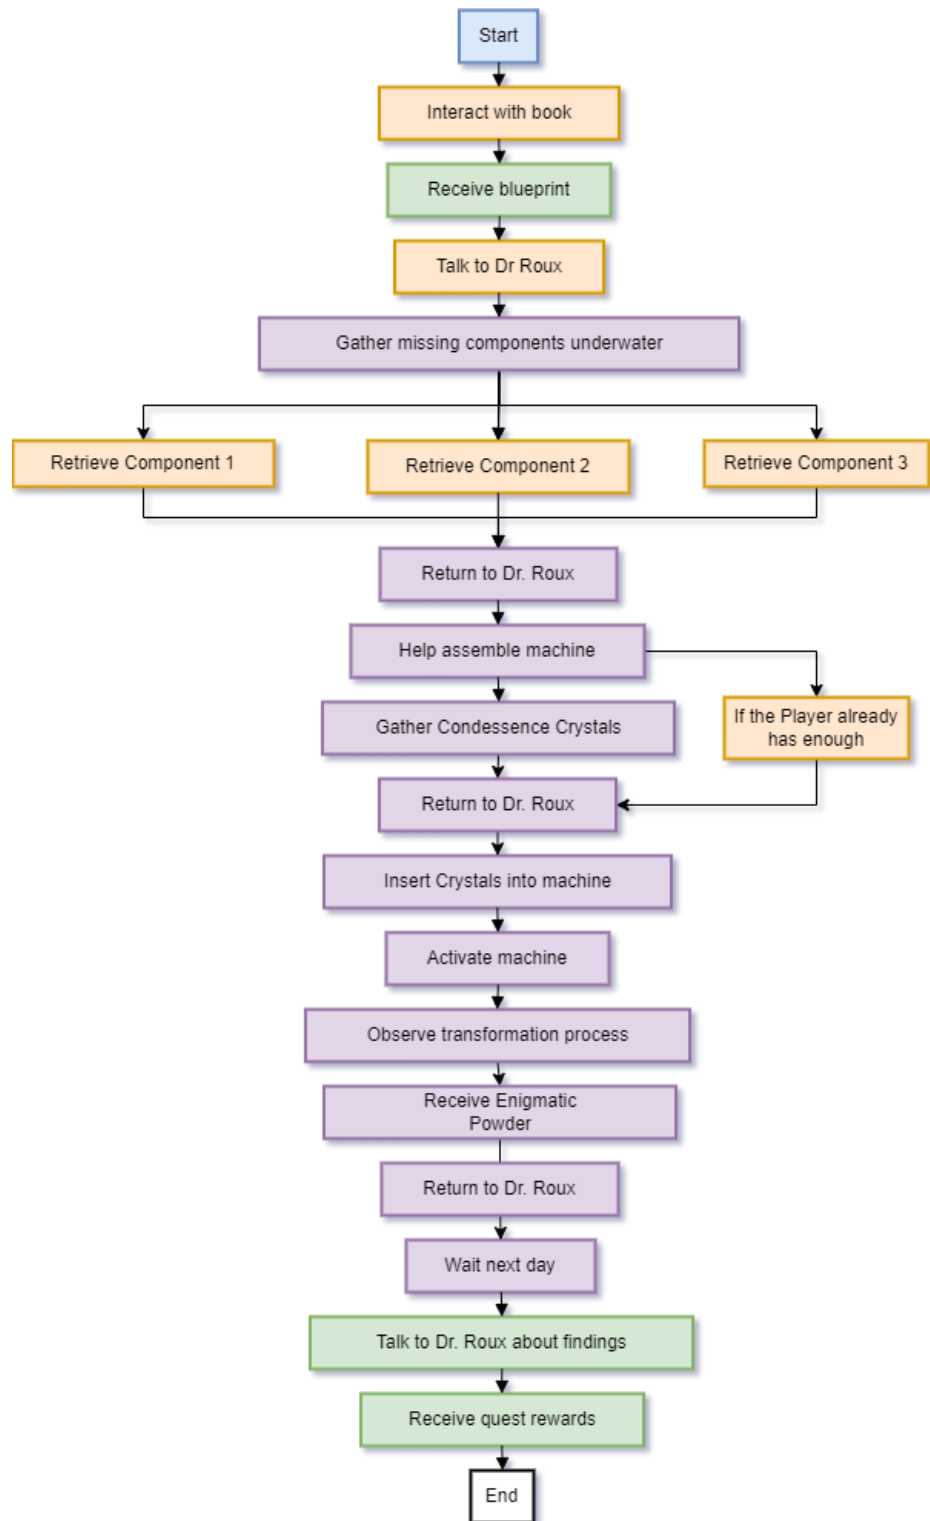 Start
Interact with book
Receive blueprint
Talk to Dr Roux
Gather missing components underwater
Retrieve Component 1
Retrieve Component 2
Retrieve Component 3
Return to Dr. Roux
Help assemble machine
Gather Condessence Crystals
If the Player already
has enough
Return to Dr. Roux
Insert Crystals into machine
Activate machine
Observe transformation process
Receive Enigmatic
Powder
Return to Dr. Roux
Wait next day
Talk to Dr. Roux about findings
Receive quest rewards
End